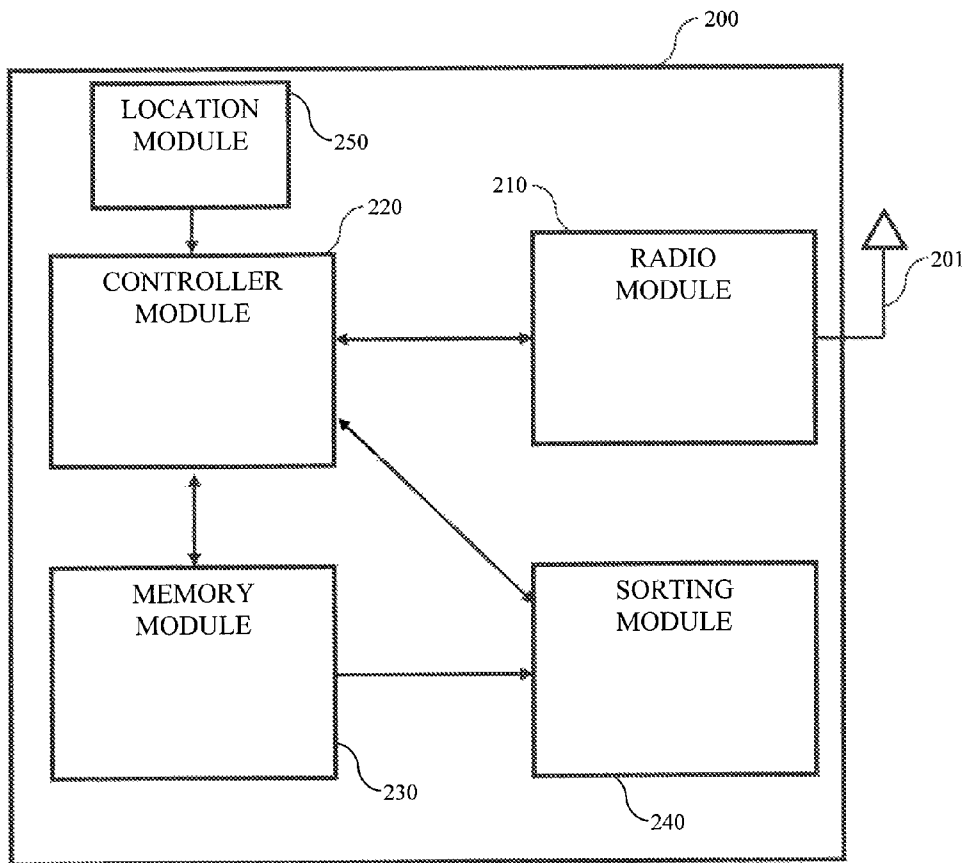 200
LOCATION
MODULE
250
220
210
CONTROLLER
MODULE
RADIO
MODULE
201
MEMORY
MODULE
SORTING
MODULE
230
240